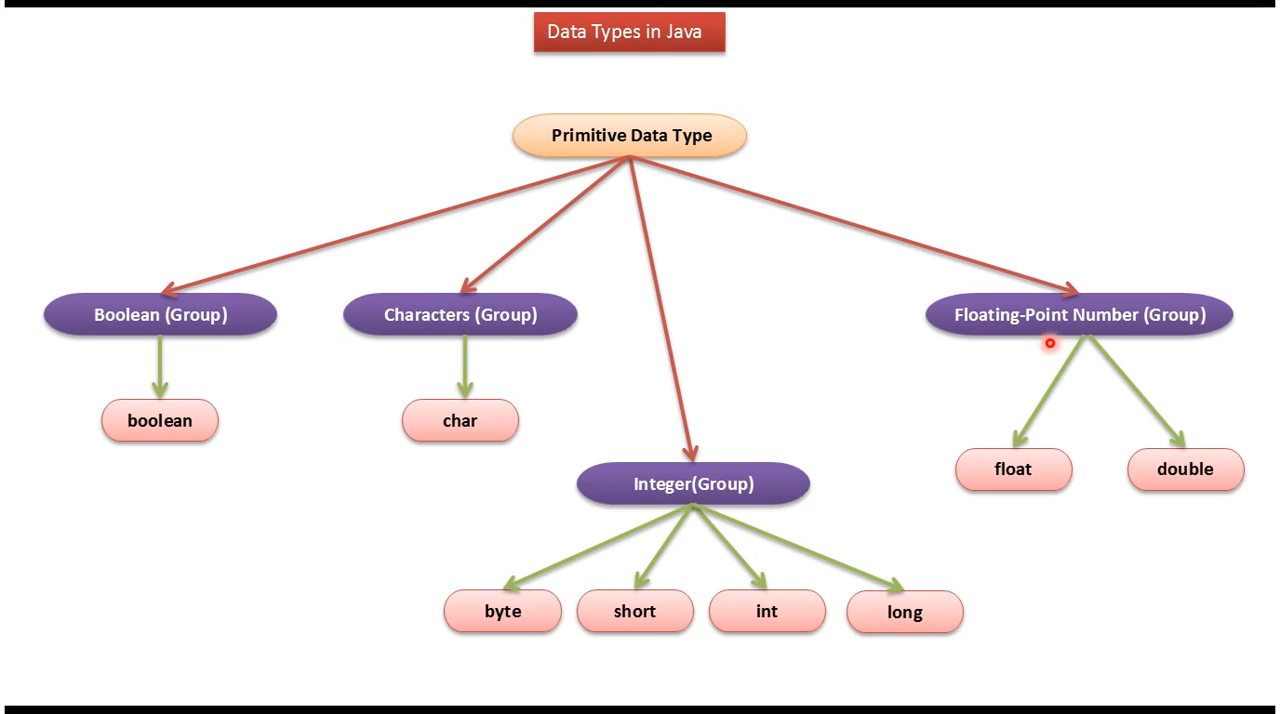 Data Types in Java
Primitive Data Type
Boolean (Group)
Characters (Group)
Floating-Point Number (Group)
boolean
char
float
double
Integer(Group)
byte
short
int
long